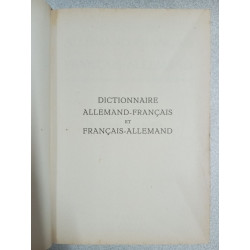 DICTIONNAIRE
ALLEMAND-FRANÇAIS
ET
FRANÇAIS-ALLEMAND